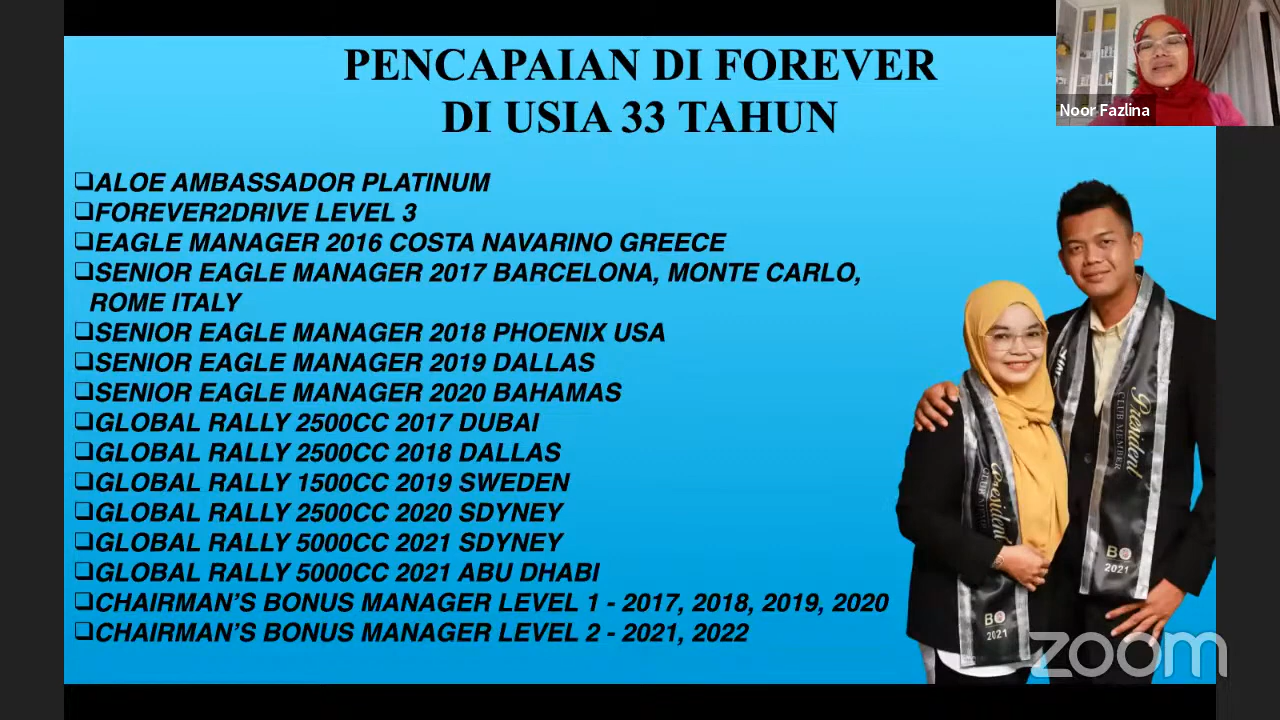 PENCAPAIAN DI FOREVER
DI USIA 33 TAHUN
Noor Fazlina
❑ALOE AMBASSADOR PLATINUM
❑FOREVER2DRIVE LEVEL 3
❑EAGLE MANAGER 2016 COSTA NAVARINO GREECE
❑SENIOR EAGLE MANAGER 2017 BARCELONA, MONTE CARLO,
ROME ITALY
❑SENIOR EAGLE MANAGER 2018 PHOENIX USA
❑SENIOR EAGLE MANAGER 2019 DALLAS
❑SENIOR EAGLE MANAGER 2020 BAHAMAS
❑GLOBAL RALLY 2500CC 2017 DUBAI
❑GLOBAL RALLY 2500CC 2018 DALLAS
❑GLOBAL RALLY 1500CC 2019 SWEDEN
❑GLOBAL RALLY 2500CC 2020 SDYNEY
❑GLOBAL RALLY 5000CC 2021 SDYNEY
❑GLOBAL RALLY 5000CC 2021 ABU DHABI
❑CHAIRMAN'S BONUS MANAGER LEVEL 1 - 2017, 2018, 2019, 2020
❑CHAIRMAN'S BONUS MANAGER LEVEL 2 - 2021, 2022
President
CLUB MEMBER
2021
President
2021
zoom